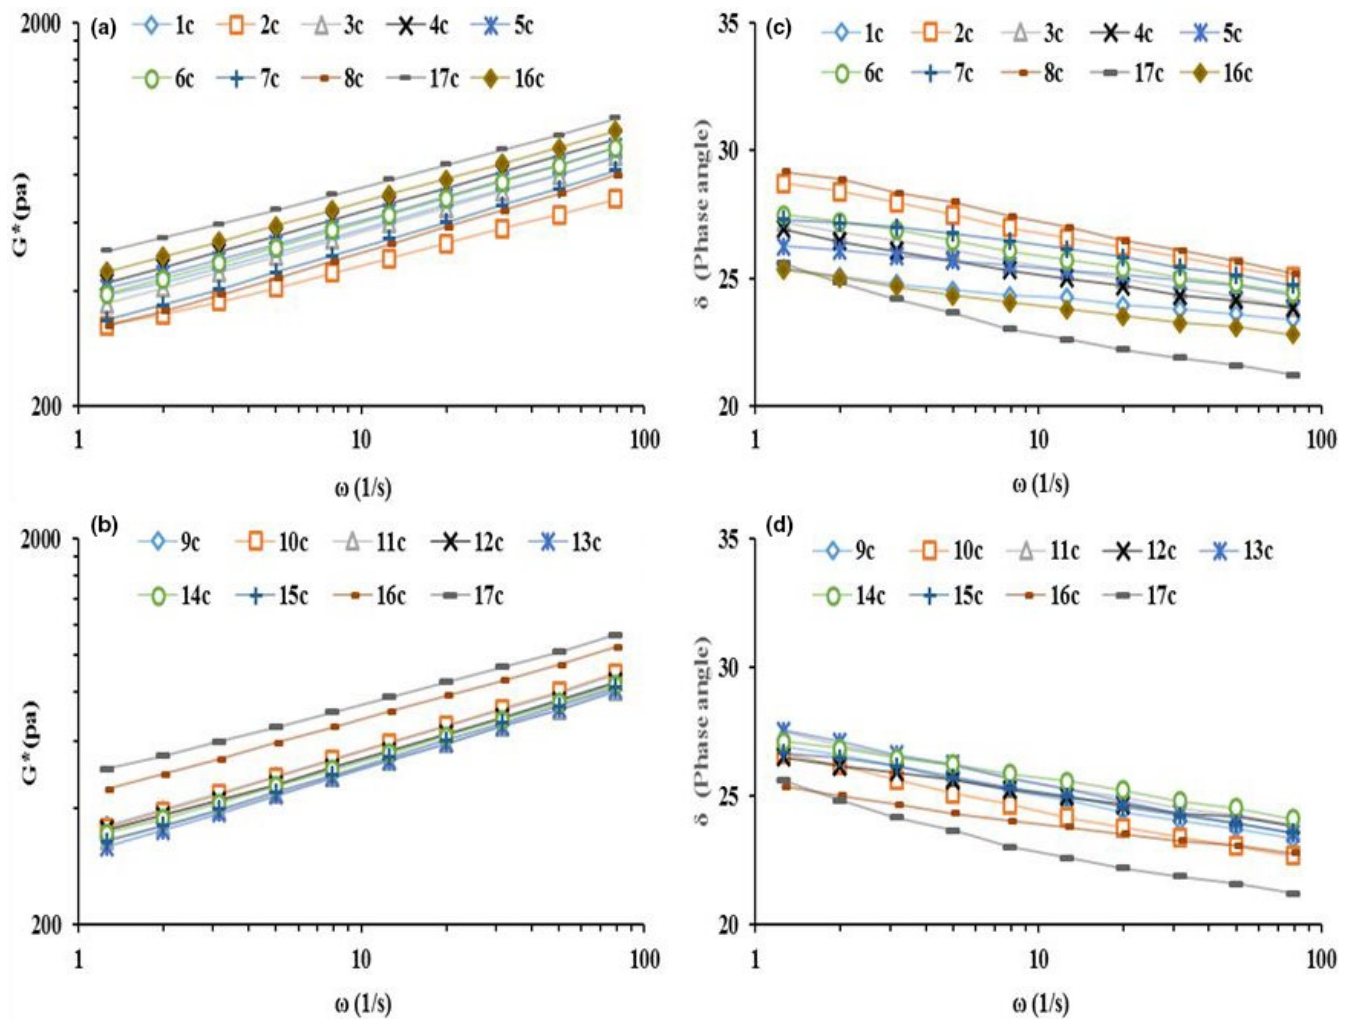 (a)
1c 2c 3c 4c 5c
6c 7c 8c 17c 16c
2000
200
G*(pa)
1 10 100
ω (1/s)
(c)
1c 2c 3c 4c 5c
6c 7c 8c 17c 16c
35
30
25
20
δ (Phase angle)
1 10 100
ω (1/s)
(b)
9c 10c 11c 12c 13c
14c 15c 16c 17c
2000
200
G*(pa)
1 10 100
ω (1/s)
(d)
9c 10c 11c 12c 13c
14c 15c 16c 17c
35
30
25
20
δ (Phase angle)
1 10 100
ω (1/s)